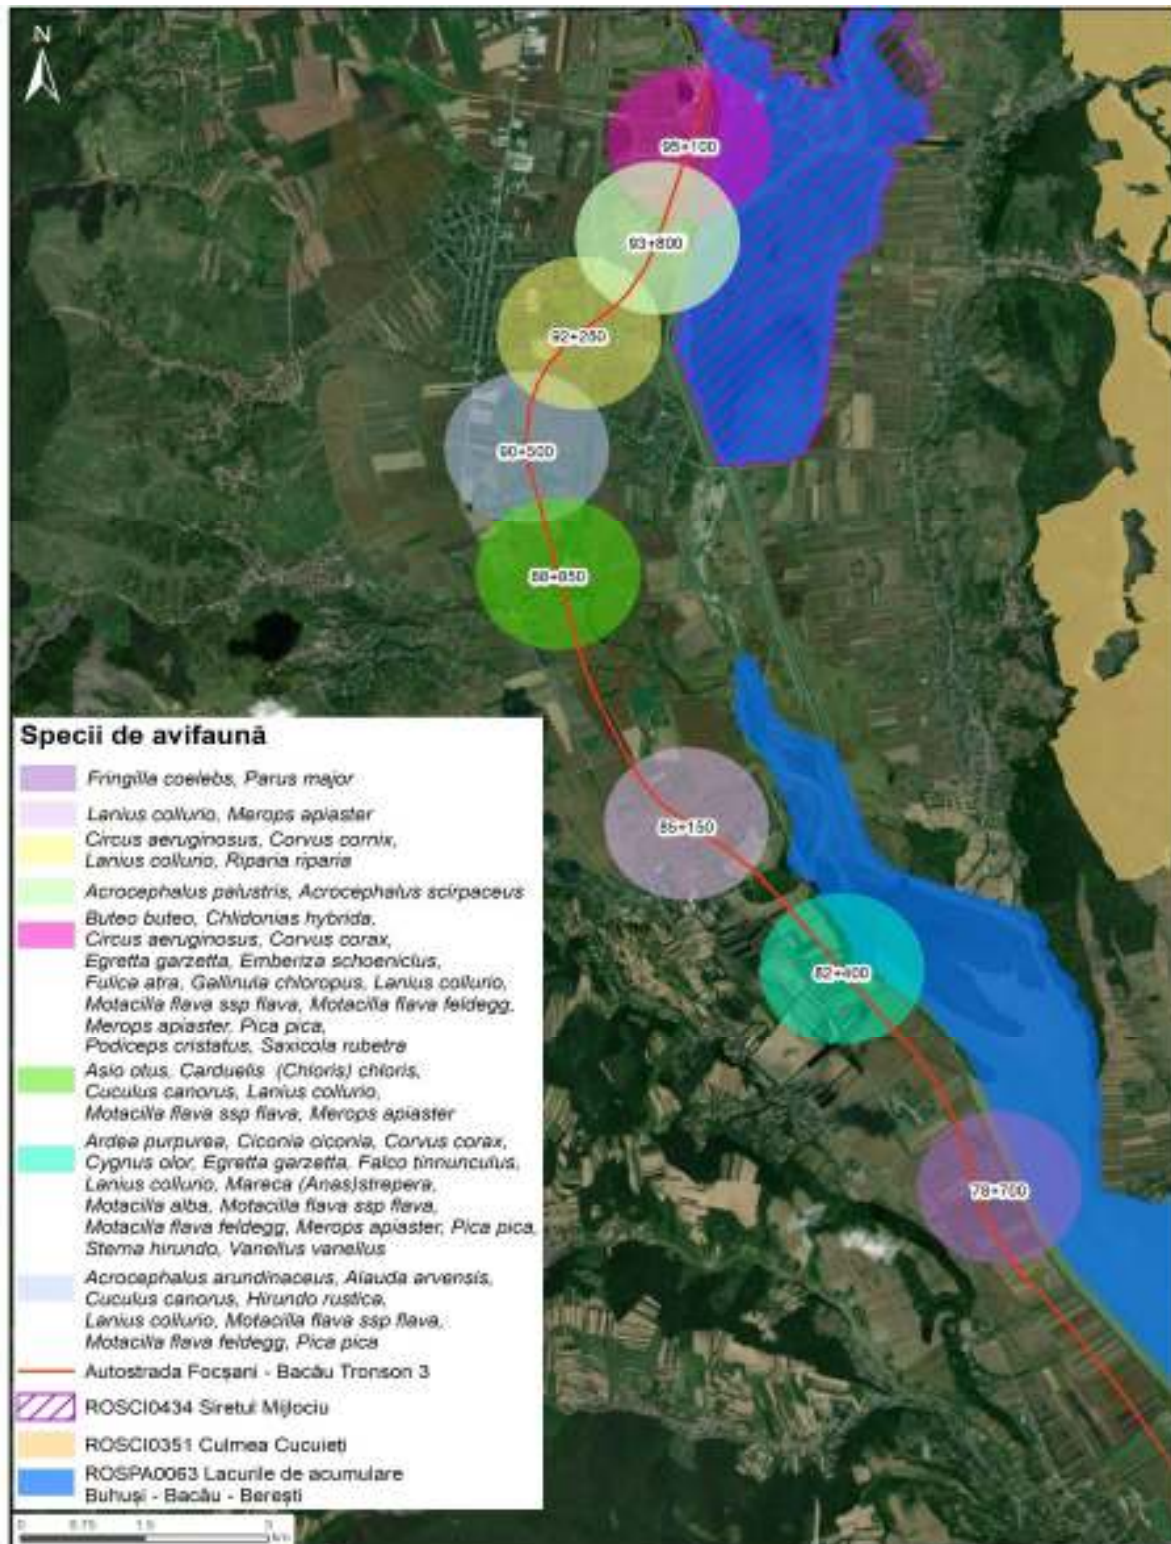 N
95+100
93+800
92+250
90+500
88+850
85+150
82+400
78+700
Specii de avifaună
Fringilla coelebs, Parus major
Lanius collurio, Merops apiaster
Circus aeruginosus, Corvus cornix,
Lanius collurio, Riparia riparia
Acrocephalus palustris, Acrocephalus scirpaceus
Buteo buteo, Chlidonias hybrida,
Circus aeruginosus, Corvus corax,
Egretta garzetta, Emberiza schoeniclus,
Fulica atra, Gallinula chloropus, Lanius collurio,
Motacilla flava ssp flava, Motacilla flava feldegg,
Merops apiaster, Pica pica,
Podiceps cristatus, Saxicola rubetra
Asio otus, Carduelis (Chloris) chloris,
Cuculus canorus, Lanius collurio,
Motacilla flava ssp flava, Merops apiaster
Ardea purpurea, Ciconia ciconia, Corvus corax,
Cygnus olor, Egretta garzetta, Falco tinnunculus,
Lanius collurio, Mareca (Anas)strepera,
Motacilla alba, Motacilla flava ssp flava,
Motacilla flava feldegg, Merops apiaster, Pica pica,
Sterna hirundo, Vanellus vanellus
Acrocephalus arundinaceus, Alauda arvensis,
Cuculus canorus, Hirundo rustica,
Lanius collurio, Motacilla flava ssp flava,
Motacilla flava feldegg, Pica pica
Autostrada Focșani - Bacău Tronson 3
ROSCI0434 Siretul Mijlociu
ROSCI0351 Culmea Cucuieți
ROSPA0063 Lacurile de acumulare
Buhuși - Bacău - Berești
0 0.75 1.5 3
km